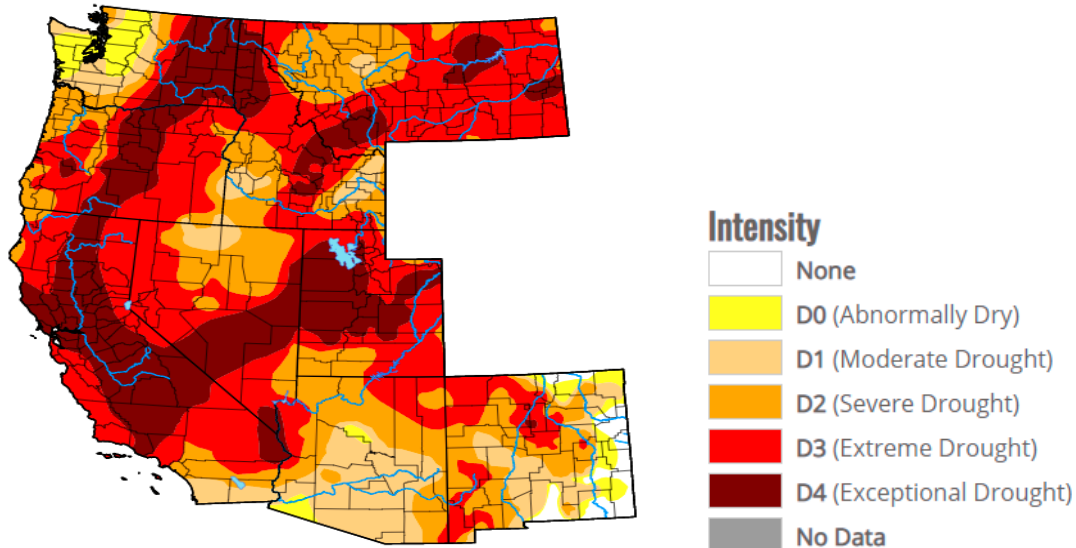 Intensity
None
D0 (Abnormally Dry)
D1 (Moderate Drought)
D2 (Severe Drought)
D3 (Extreme Drought)
D4 (Exceptional Drought)
No Data